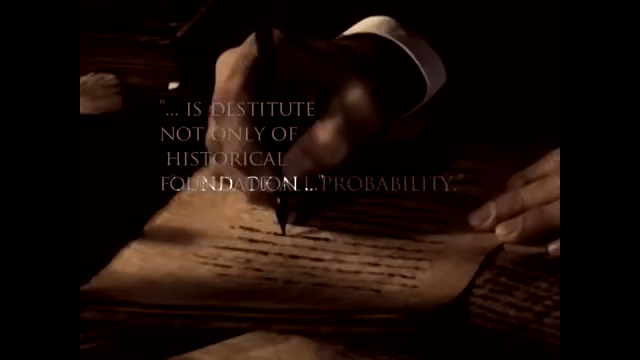 "... IS DESTITUTE
NOT ONLY OF
HISTORICAL
FOUNDATION ..." PROBABILITY."